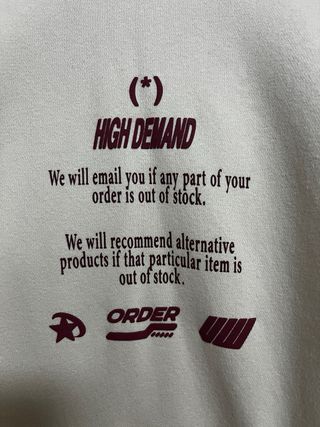 (*)
HIGH DEMAND
We will email you if any part of your
order is out of stock.
We will recommend alternative
products if that particular item is
out of stock.
ORDER